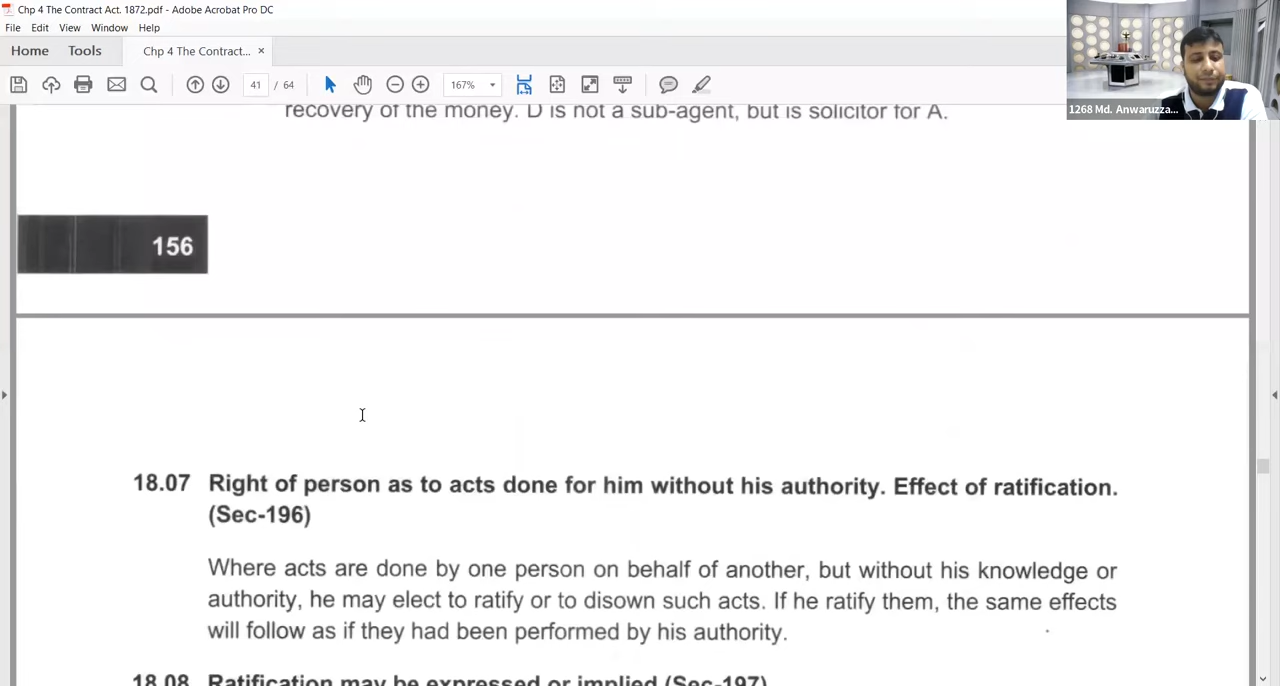 Chp 4 The Contract Act. 1872.pdf - Adobe Acrobat Pro DC
File Edit View Window Help
Home Tools Chp 4 The Contract... ×
41 / 64 167%
1268 Md. Anwaruzza...
recovery of the money. D is not a sub-agent, but is solicitor for A.
156
18.07 Right of person as to acts done for him without his authority. Effect of ratification.
(Sec-196)
Where acts are done by one person on behalf of another, but without his knowledge or
authority, he may elect to ratify or to disown such acts. If he ratify them, the same effects
will follow as if they had been performed by his authority.
18.08 Ratification may be expressed or implied (Sec-197)